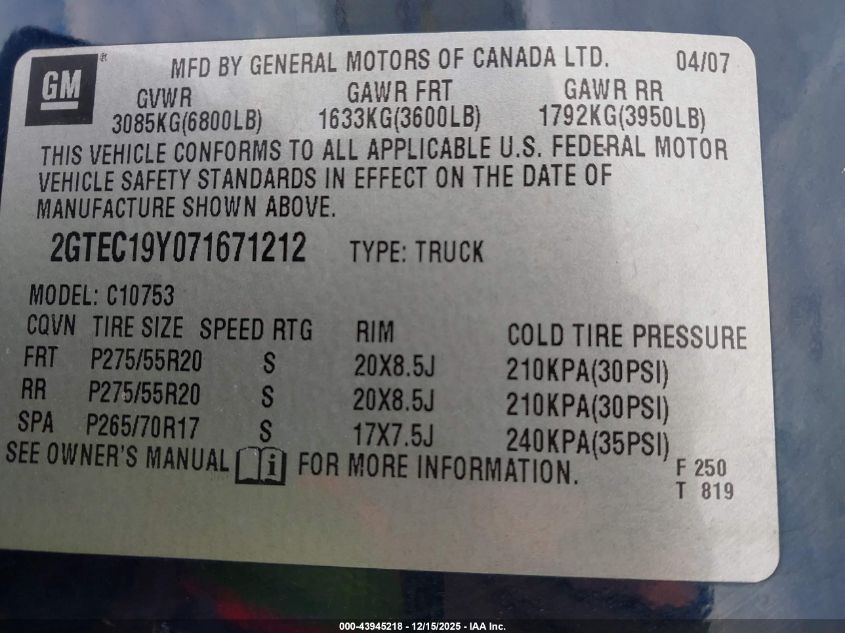 GM
MFD BY GENERAL MOTORS OF CANADA LTD. 04/07
GVWR GAWR FRT GAWR RR
3085KG(6800LB) 1633KG(3600LB) 1792KG(3950LB)
THIS VEHICLE CONFORMS TO ALL APPLICABLE U.S. FEDERAL MOTOR
VEHICLE SAFETY STANDARDS IN EFFECT ON THE DATE OF
MANUFACTURE SHOWN ABOVE.
2GTEC19Y071671212 TYPE: TRUCK
MODEL: C10753
CQVN TIRE SIZE SPEED RTG RIM COLD TIRE PRESSURE
FRT P275/55R20 S 20X8.5J 210KPA(30PSI)
RR P275/55R20 S 20X8.5J 210KPA(30PSI)
SPA P265/70R17 S 17X7.5J 240KPA(35PSI)
SEE OWNER'S MANUAL i FOR MORE INFORMATION.
F 250
T 819
000-43945218 - 12/15/2025 - IAA Inc.